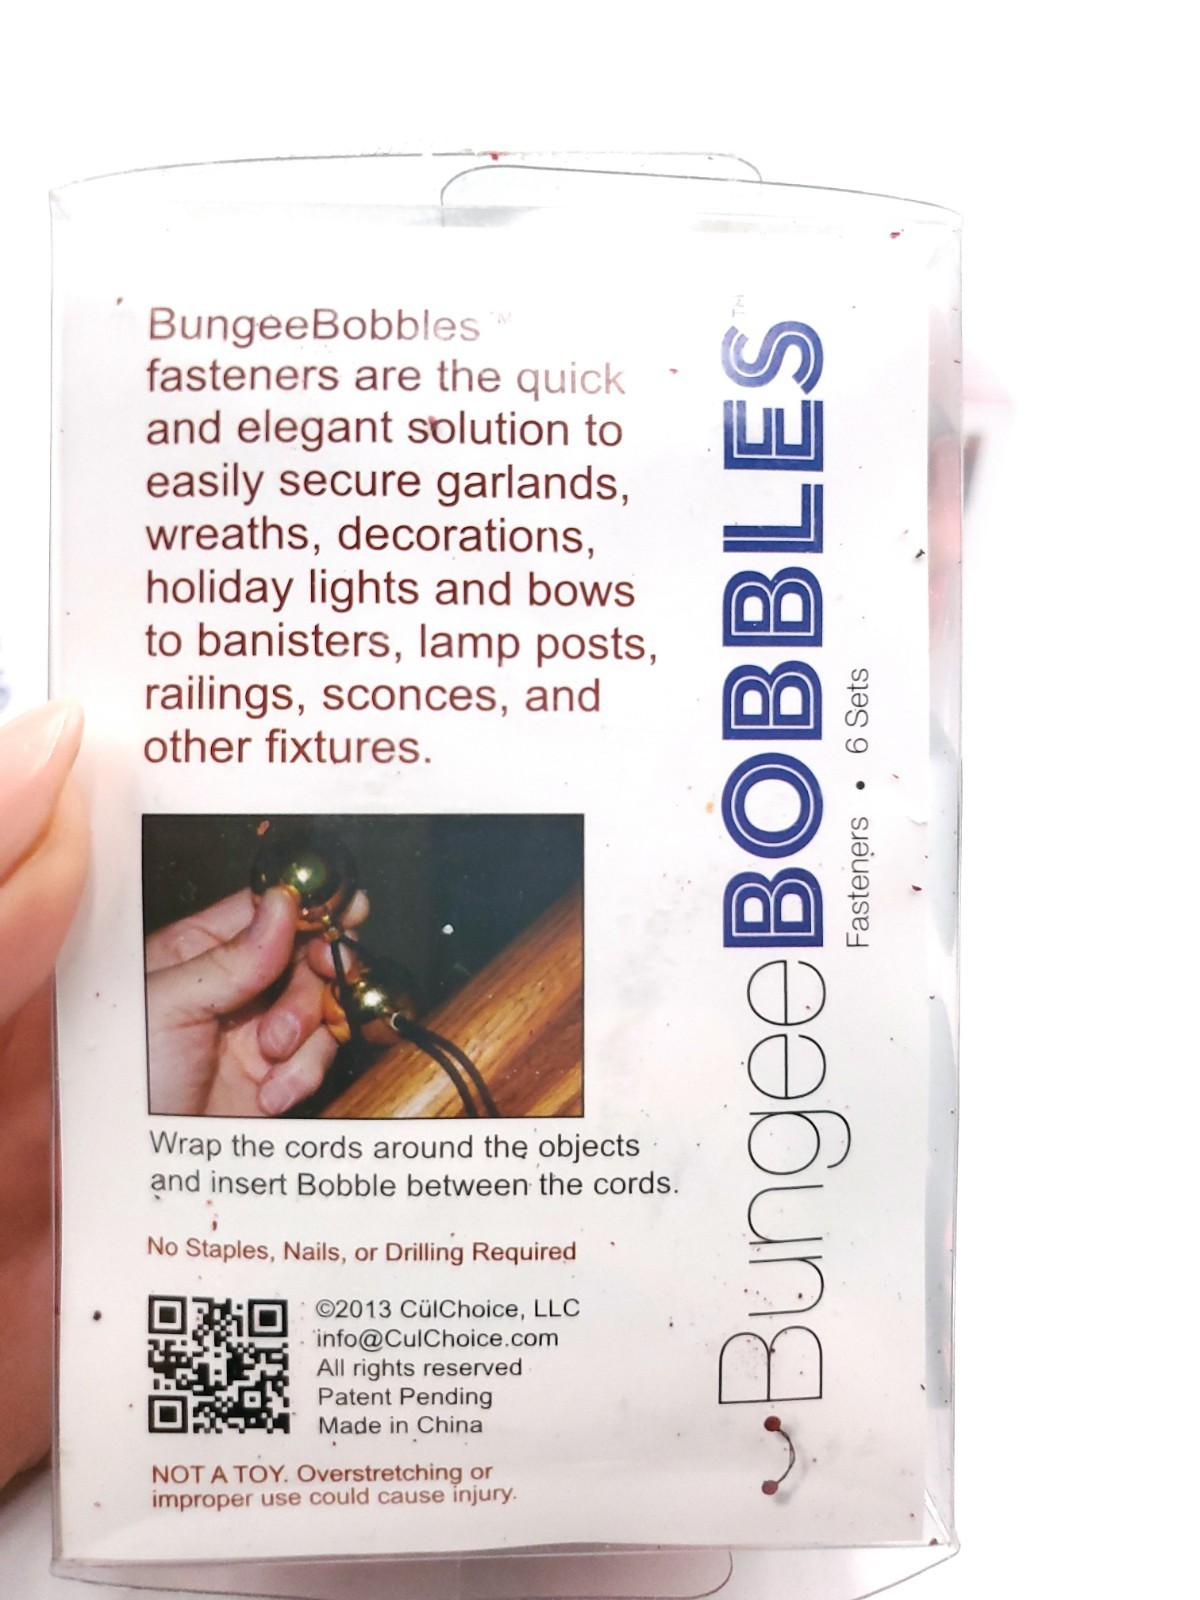 BungeeBobbles™
fasteners are the quick
and elegant solution to
easily secure garlands,
wreaths, decorations,
holiday lights and bows
to banisters, lamp posts,
railings, sconces, and
other fixtures.
Wrap the cords around the objects
and insert Bobble between the cords.
No Staples, Nails, or Drilling Required
©2013 CülChoice, LLC
info@CulChoice.com
All rights reserved
Patent Pending
Made in China
NOT A TOY. Overstretching or
improper use could cause injury.
BungeeBOBBLES™
Fasteners • 6 Sets